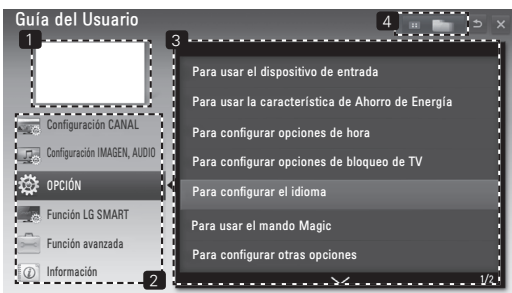 Guía del Usuario
4
1
3
Para usar el dispositivo de entrada
Para usar la característica de Ahorro de Energía
Configuración CANAL
Para configurar opciones de hora
Configuración IMAGEN, AUDIO
Para configurar opciones de bloqueo de TV
OPCIÓN
Para configurar el idioma
Función LG SMART
Para usar el mando Magic
Función avanzada
Para configurar otras opciones
Información
2
1/2